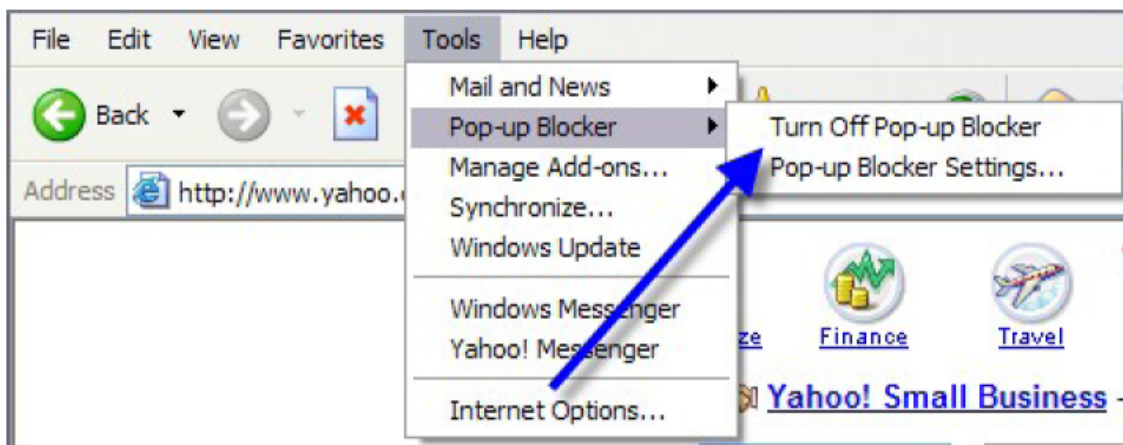 File Edit View Favorites Tools Help
Back
Address http://www.yahoo.
Mail and News
Pop-up Blocker
Manage Add-ons...
Synchronize...
Windows Update
Windows Messenger
Yahoo! Messenger
Internet Options...
Turn Off Pop-up Blocker
Pop-up Blocker Settings...
Finance Travel
Yahoo! Small Business -